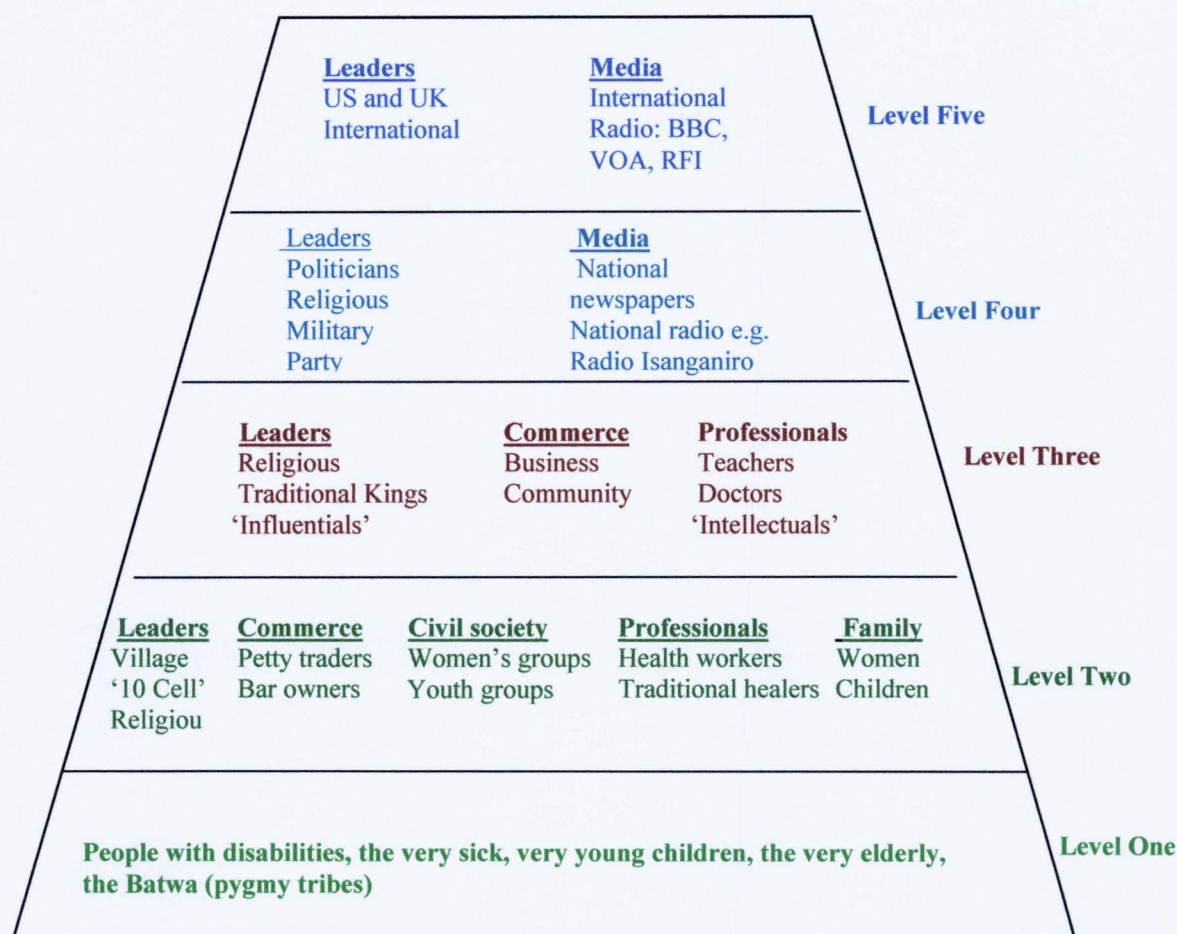 Leaders
US and UK
International
Media
International
Radio: BBC,
VOA, RFI
Level Five
Leaders
Politicians
Religious
Military
Party
Media
National
newspapers
National radio e.g.
Radio Isanganiro
Level Four
Leaders
Religious
Traditional Kings
‘Influentials’
Commerce
Business
Community
Professionals
Teachers
Doctors
‘Intellectuals’
Level Three
Leaders
Village
‘10 Cell’
Religiou
Commerce
Petty traders
Bar owners
Civil society
Women’s groups
Youth groups
Professionals
Health workers
Traditional healers
Family
Women
Children
Level Two
People with disabilities, the very sick, very young children, the very elderly,
the Batwa (pygmy tribes)
Level One